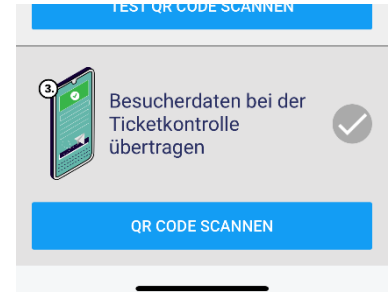 TEST QR CODE SCANNEN
3.
Besucherdaten bei der
Ticketkontrolle
übertragen
QR CODE SCANNEN